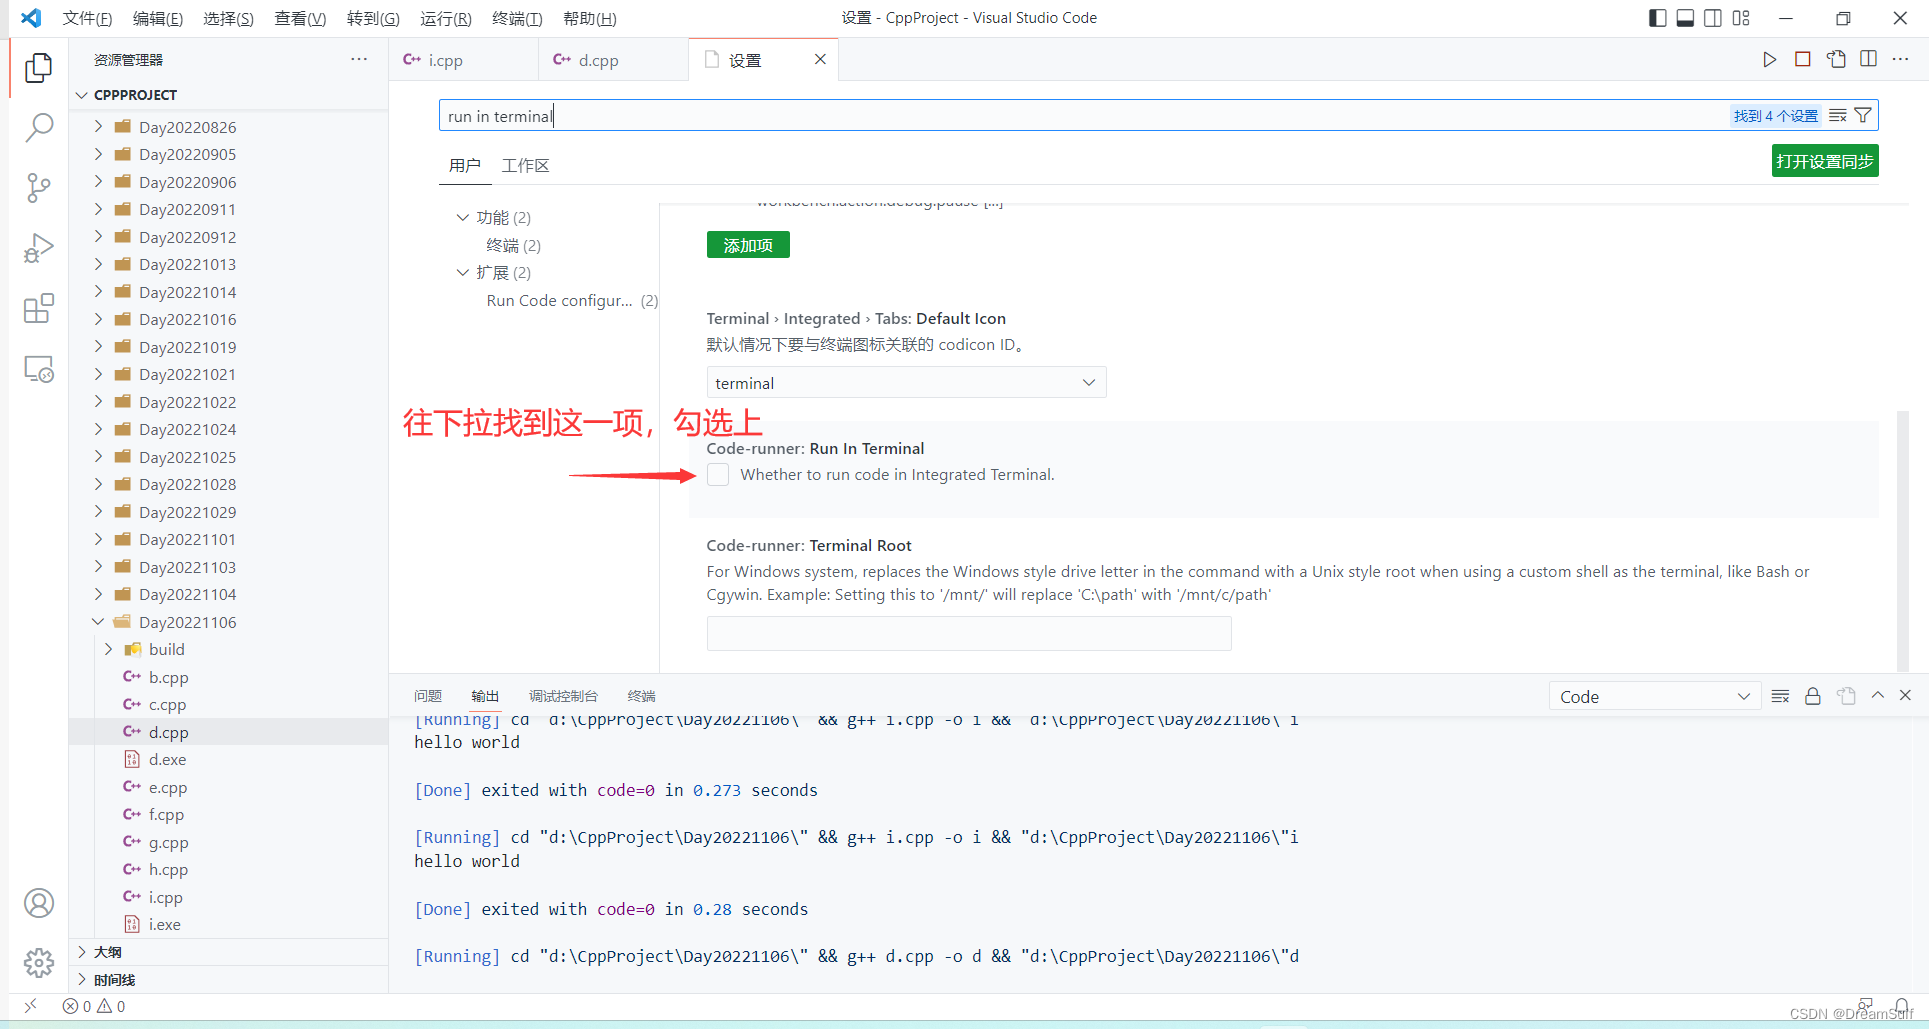 文件(F) 编辑(E) 选择(S) 查看(V) 转到(G) 运行(R) 终端(T) 帮助(H) 设置 - CppProject - Visual Studio Code
资源管理器
C++ i.cpp C++ d.cpp 设置
CPPPROJECT
Day20220826
Day20220905
Day20220906
Day20220911
Day20220912
Day20221013
Day20221014
Day20221016
Day20221019
Day20221021
Day20221022
Day20221024
Day20221025
Day20221028
Day20221029
Day20221101
Day20221103
Day20221104
Day20221106
build
C++ b.cpp
C++ c.cpp
C++ d.cpp
d.exe
C++ e.cpp
C++ f.cpp
C++ g.cpp
C++ h.cpp
C++ i.cpp
i.exe
大纲
时间线
run in terminal
找到 4 个设置
用户 工作区
打开设置同步
功能 (2)
终端 (2)
扩展 (2)
Run Code configur... (2)
workbench.action.debug.pause [...]
添加项
Terminal › Integrated › Tabs: Default Icon
默认情况下要与终端图标关联的 codicon ID。
terminal
往下拉找到这一项，勾选上
Code-runner: Run In Terminal
Whether to run code in Integrated Terminal.
Code-runner: Terminal Root
For Windows system, replaces the Windows style drive letter in the command with a Unix style root when using a custom shell as the terminal, like Bash or
Cgywin. Example: Setting this to '/mnt/' will replace 'C:\path' with '/mnt/c/path'
问题 输出 调试控制台 终端
Code
[Running] cd "d:\CppProject\Day20221106\" && g++ i.cpp -o i && "d:\CppProject\Day20221106\"i
hello world
[Done] exited with code=0 in 0.273 seconds
[Running] cd "d:\CppProject\Day20221106\" && g++ i.cpp -o i && "d:\CppProject\Day20221106\"i
hello world
[Done] exited with code=0 in 0.28 seconds
[Running] cd "d:\CppProject\Day20221106\" && g++ d.cpp -o d && "d:\CppProject\Day20221106\"d
0 0
CSDN @DreamSuff